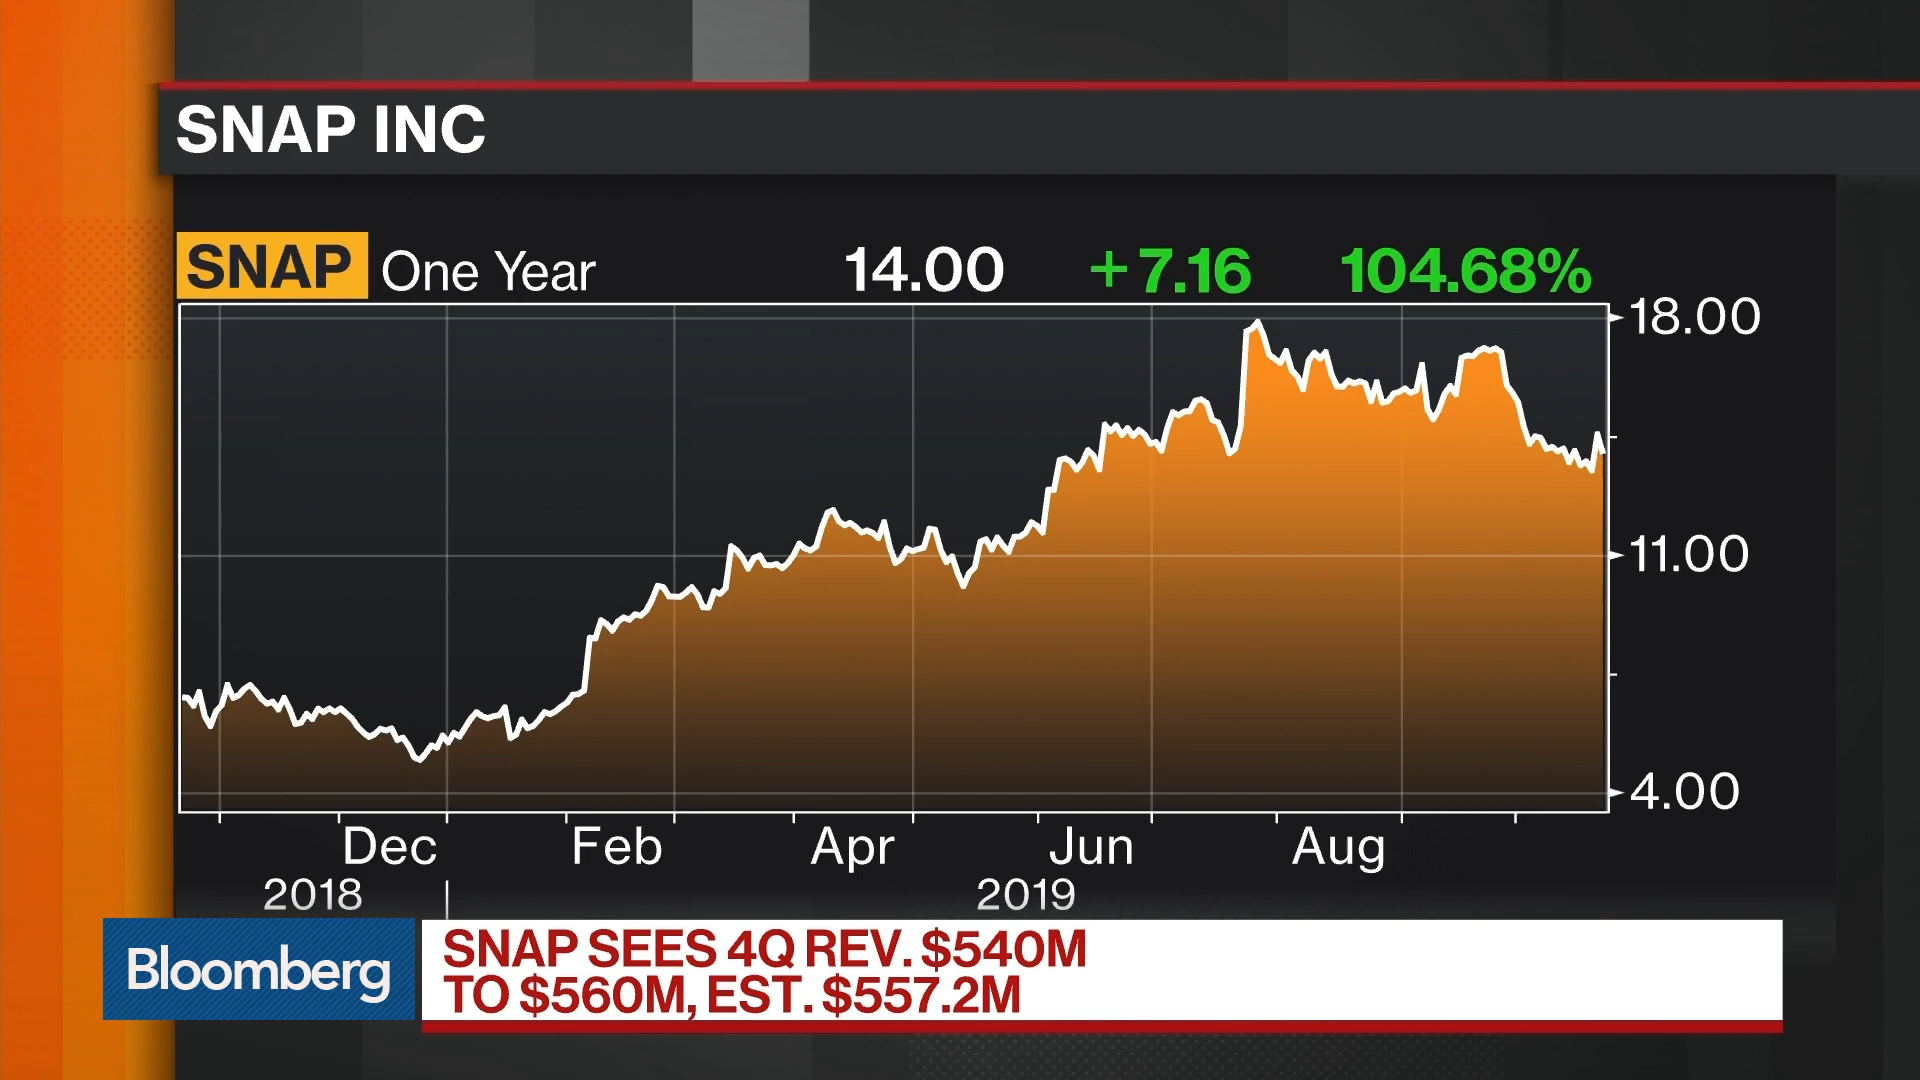 SNAP INC
SNAP One Year 14.00 +7.16 104.68%
18.00
11.00
4.00
Dec Feb Apr Jun Aug
2018 2019
Bloomberg
SNAP SEES 4Q REV. $540M
TO $560M, EST. $557.2M